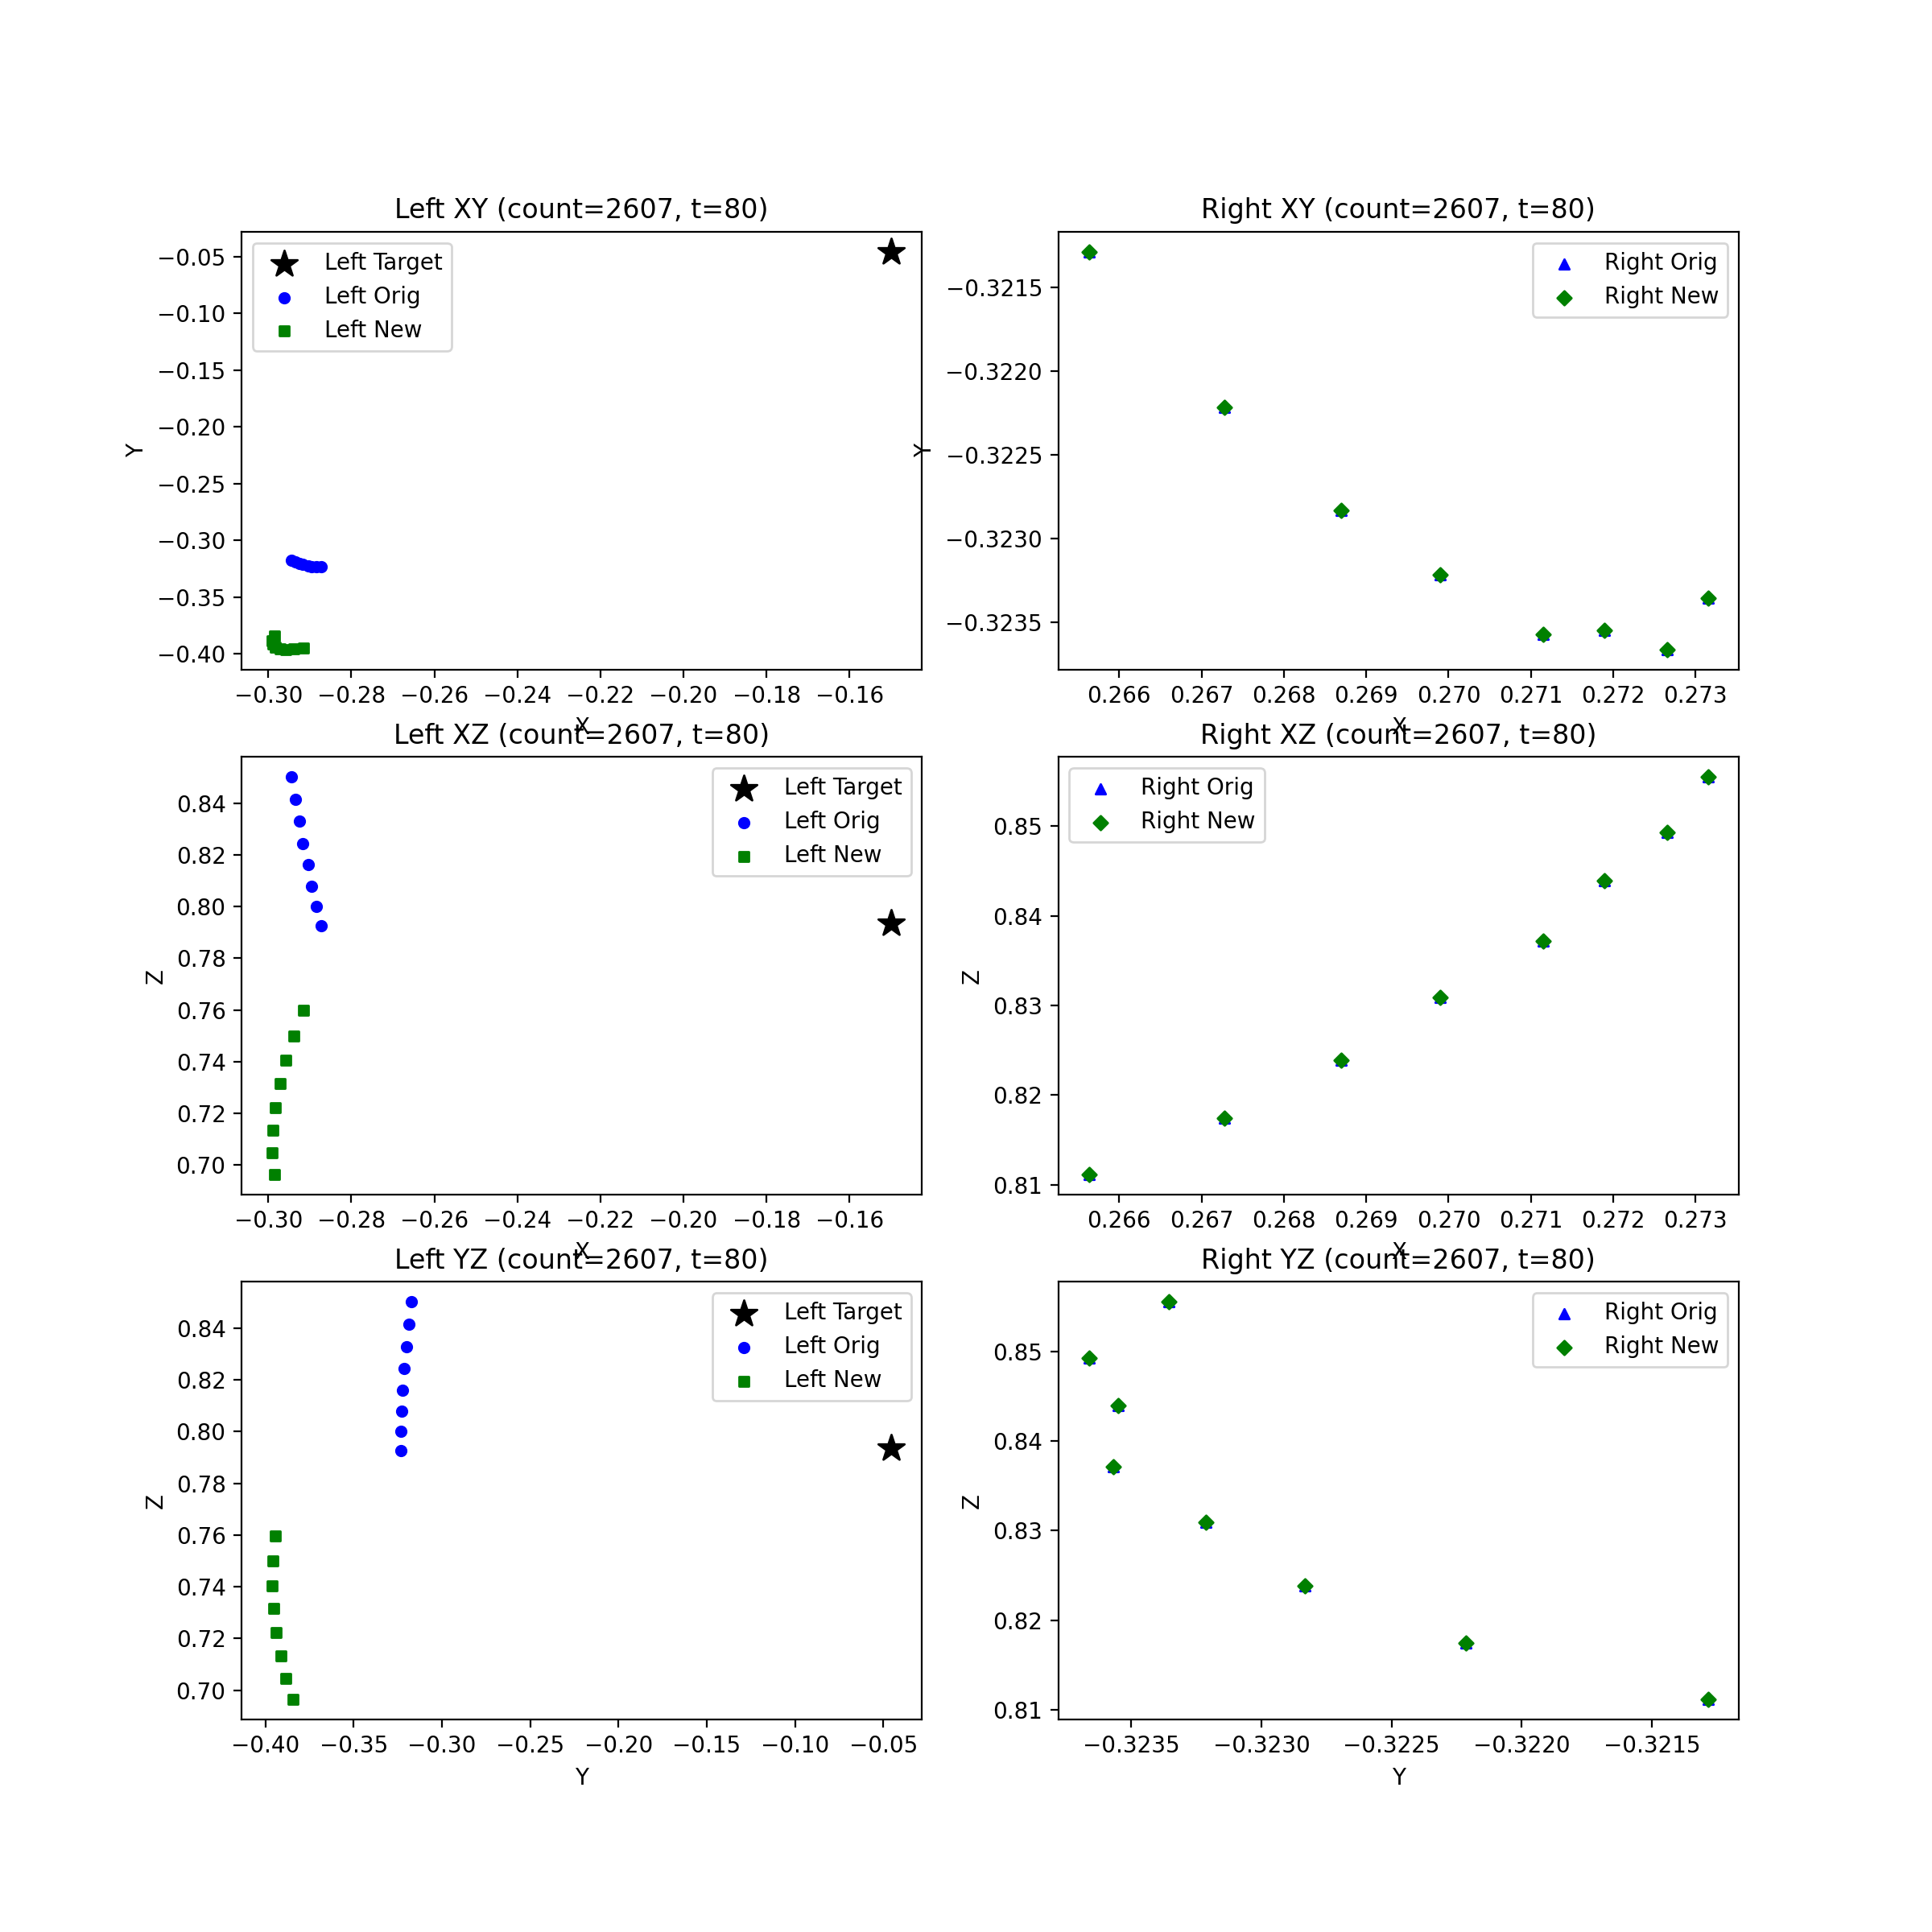 Left XY (count=2607, t=80)
−0.05
−0.10
−0.15
−0.20
−0.25
−0.30
−0.35
−0.40
Y
Left Target
Left Orig
Left New
−0.30 −0.28 −0.26 −0.24 −0.22 −0.20 −0.18 −0.16
X
Right XY (count=2607, t=80)
−0.3215
−0.3220
−0.3225
−0.3230
−0.3235
Y
Right Orig
Right New
0.266 0.267 0.268 0.269 0.270 0.271 0.272 0.273
X
Left XZ (count=2607, t=80)
0.84
0.82
0.80
0.78
0.76
0.74
0.72
0.70
Z
Left Target
Left Orig
Left New
−0.30 −0.28 −0.26 −0.24 −0.22 −0.20 −0.18 −0.16
X
Right XZ (count=2607, t=80)
0.85
0.84
0.83
0.82
0.81
Z
Right Orig
Right New
0.266 0.267 0.268 0.269 0.270 0.271 0.272 0.273
X
Left YZ (count=2607, t=80)
0.84
0.82
0.80
0.78
0.76
0.74
0.72
0.70
Z
Left Target
Left Orig
Left New
−0.40 −0.35 −0.30 −0.25 −0.20 −0.15 −0.10 −0.05
Y
Right YZ (count=2607, t=80)
0.85
0.84
0.83
0.82
0.81
Z
Right Orig
Right New
−0.3235 −0.3230 −0.3225 −0.3220 −0.3215
Y